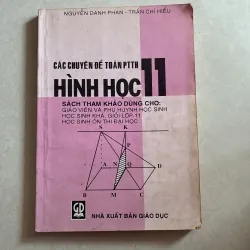 NGUYỄN DANH PHAN - TRẦN CHÍ HIẾU
CÁC CHUYÊN ĐỀ TOÁN PTTH
HÌNH HỌC 11
SÁCH THAM KHẢO DÙNG CHO:
GIÁO VIÊN VÀ PHỤ HUYNH HỌC SINH
HỌC SINH KHÁ, GIỎI LỚP 11
HỌC SINH ÔN THI ĐẠI HỌC
S K
P
A N Q D
B M C
GD
NHÀ XUẤT BẢN GIÁO DỤC